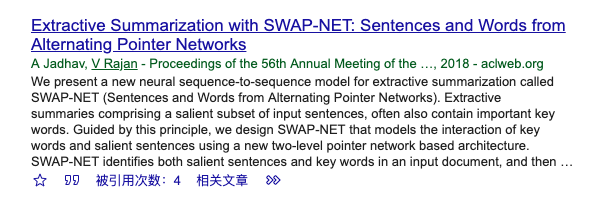 Extractive Summarization with SWAP-NET: Sentences and Words from
Alternating Pointer Networks
A Jadhav, V Rajan - Proceedings of the 56th Annual Meeting of the …, 2018 - aclweb.org
We present a new neural sequence-to-sequence model for extractive summarization called
SWAP-NET (Sentences and Words from Alternating Pointer Networks). Extractive
summaries comprising a salient subset of input sentences, often also contain important key
words. Guided by this principle, we design SWAP-NET that models the interaction of key
words and salient sentences using a new two-level pointer network based architecture.
SWAP-NET identifies both salient sentences and key words in an input document, and then …
被引用次数：4 相关文章